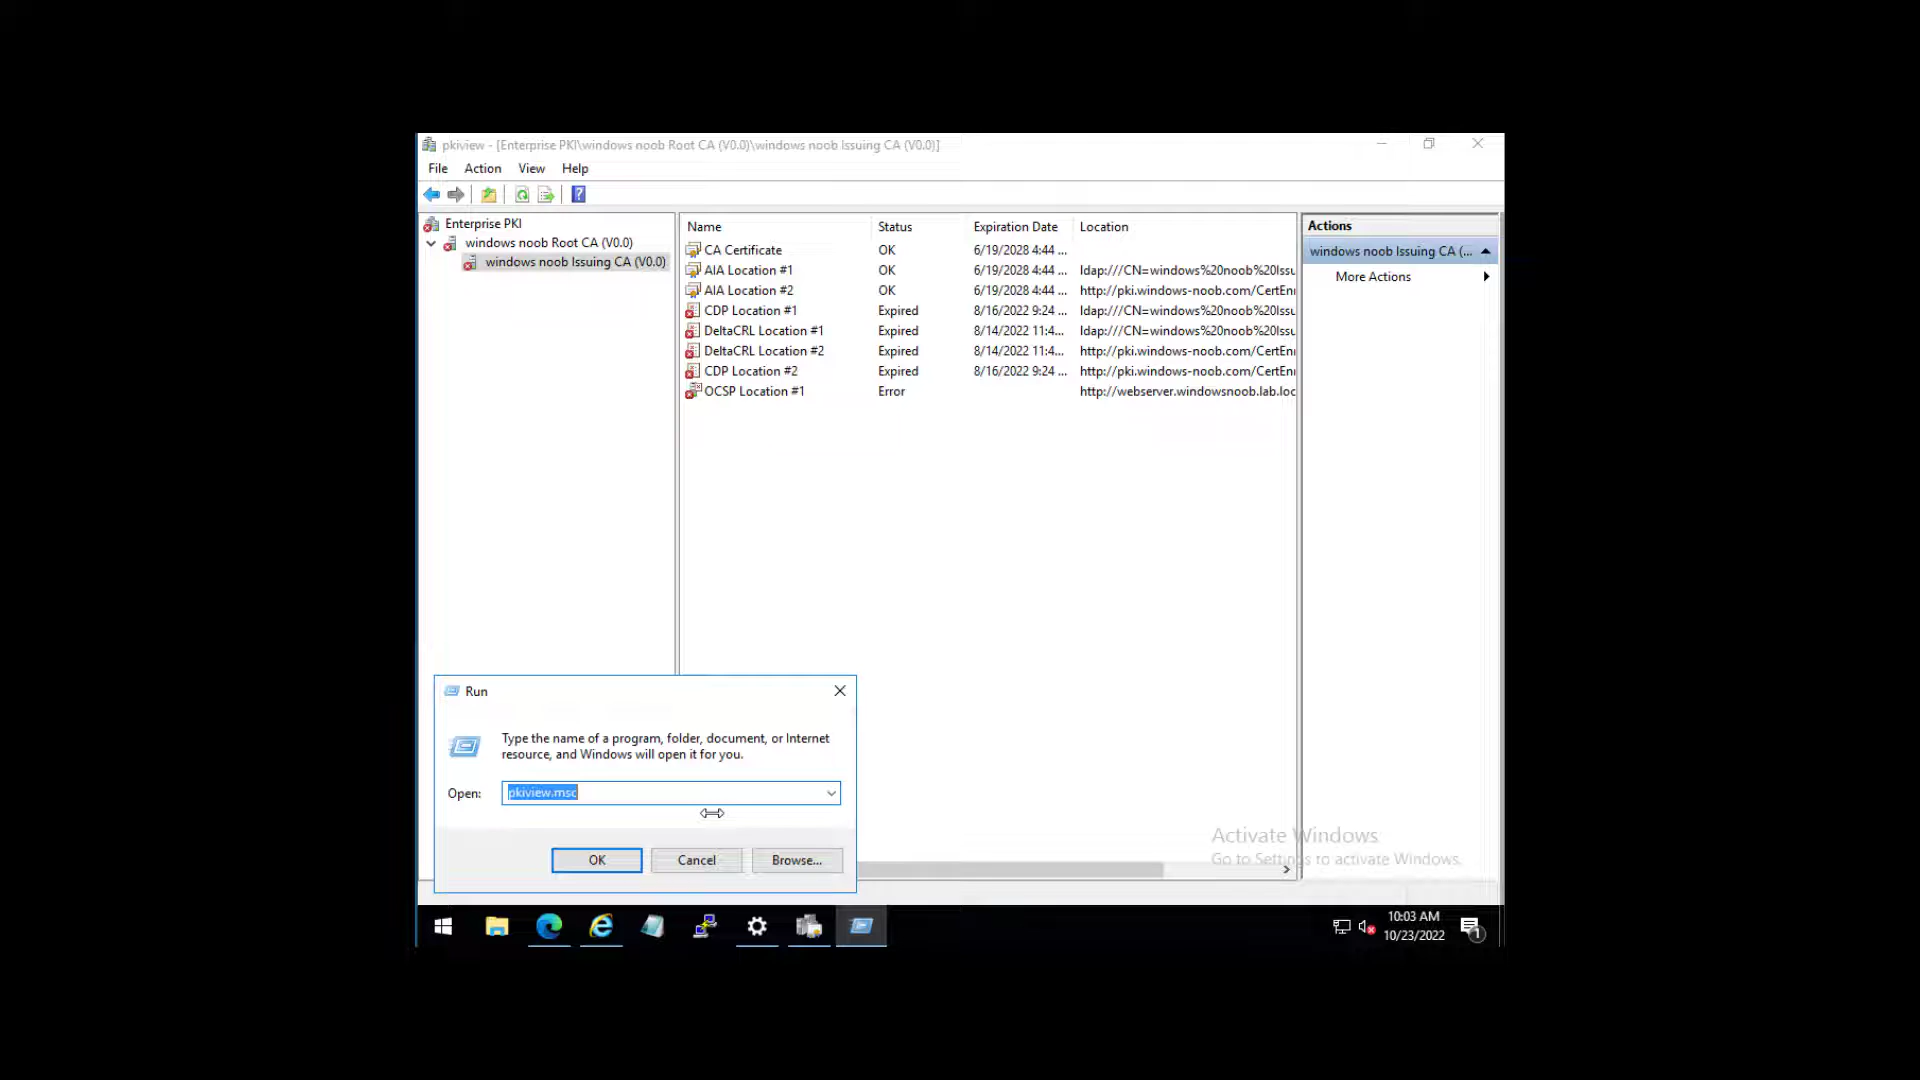 pkiview - [Enterprise PKI\windows noob Root CA (V0.0)\windows noob Issuing CA (V0.0)]
File Action View Help
Enterprise PKI
windows noob Root CA (V0.0)
windows noob Issuing CA (V0.0)
Name Status Expiration Date Location
CA Certificate OK 6/19/2028 4:44 ...
AIA Location #1 OK 6/19/2028 4:44 ... ldap:///CN=windows%20noob%20Issu
AIA Location #2 OK 6/19/2028 4:44 ... http://pki.windows-noob.com/CertEnr
CDP Location #1 Expired 8/16/2022 9:24 ... ldap:///CN=windows%20noob%20Issu
DeltaCRL Location #1 Expired 8/14/2022 11:4... ldap:///CN=windows%20noob%20Issu
DeltaCRL Location #2 Expired 8/14/2022 11:4... http://pki.windows-noob.com/CertEnr
CDP Location #2 Expired 8/16/2022 9:24 ... http://pki.windows-noob.com/CertEnr
OCSP Location #1 Error http://webserver.windowsnoob.lab.loc
Actions
windows noob Issuing CA (...
More Actions
Run
Type the name of a program, folder, document, or Internet
resource, and Windows will open it for you.
Open: pkiview.msc
OK Cancel Browse...
Activate Windows
Go to Settings to activate Windows.
10:03 AM
10/23/2022
1